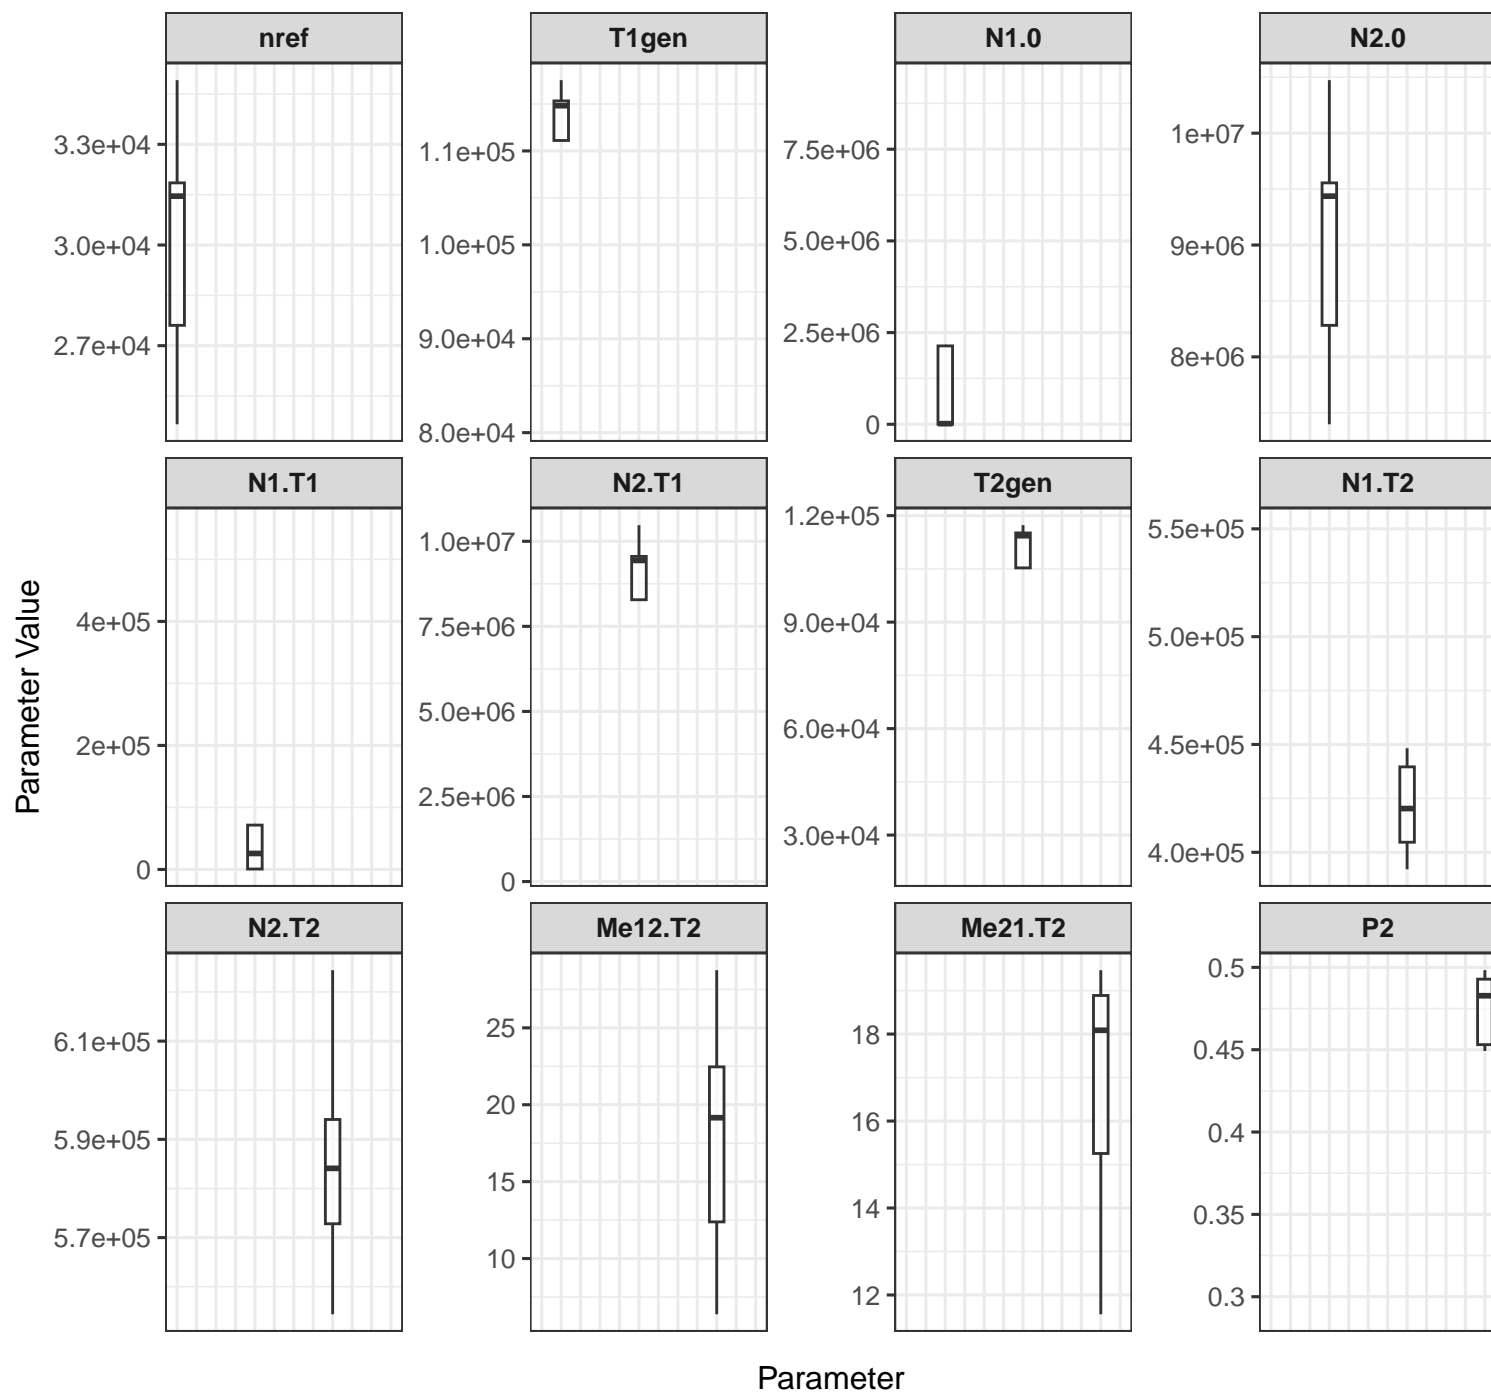 nref
T1gen
N1.0
N2.0
3.3e+04
3.0e+04
2.7e+04
1.1e+05
1.0e+05
9.0e+04
8.0e+04
7.5e+06
5.0e+06
2.5e+06
0
1e+07
9e+06
8e+06
N1.T1
N2.T1
T2gen
N1.T2
4e+05
2e+05
0
1.0e+07
7.5e+06
5.0e+06
2.5e+06
0
1.2e+05
9.0e+04
6.0e+04
3.0e+04
5.5e+05
5.0e+05
4.5e+05
4.0e+05
N2.T2
Me12.T2
Me21.T2
P2
6.1e+05
5.9e+05
5.7e+05
25
20
15
10
18
16
14
12
0.5
0.45
0.4
0.35
0.3
Parameter Value
Parameter